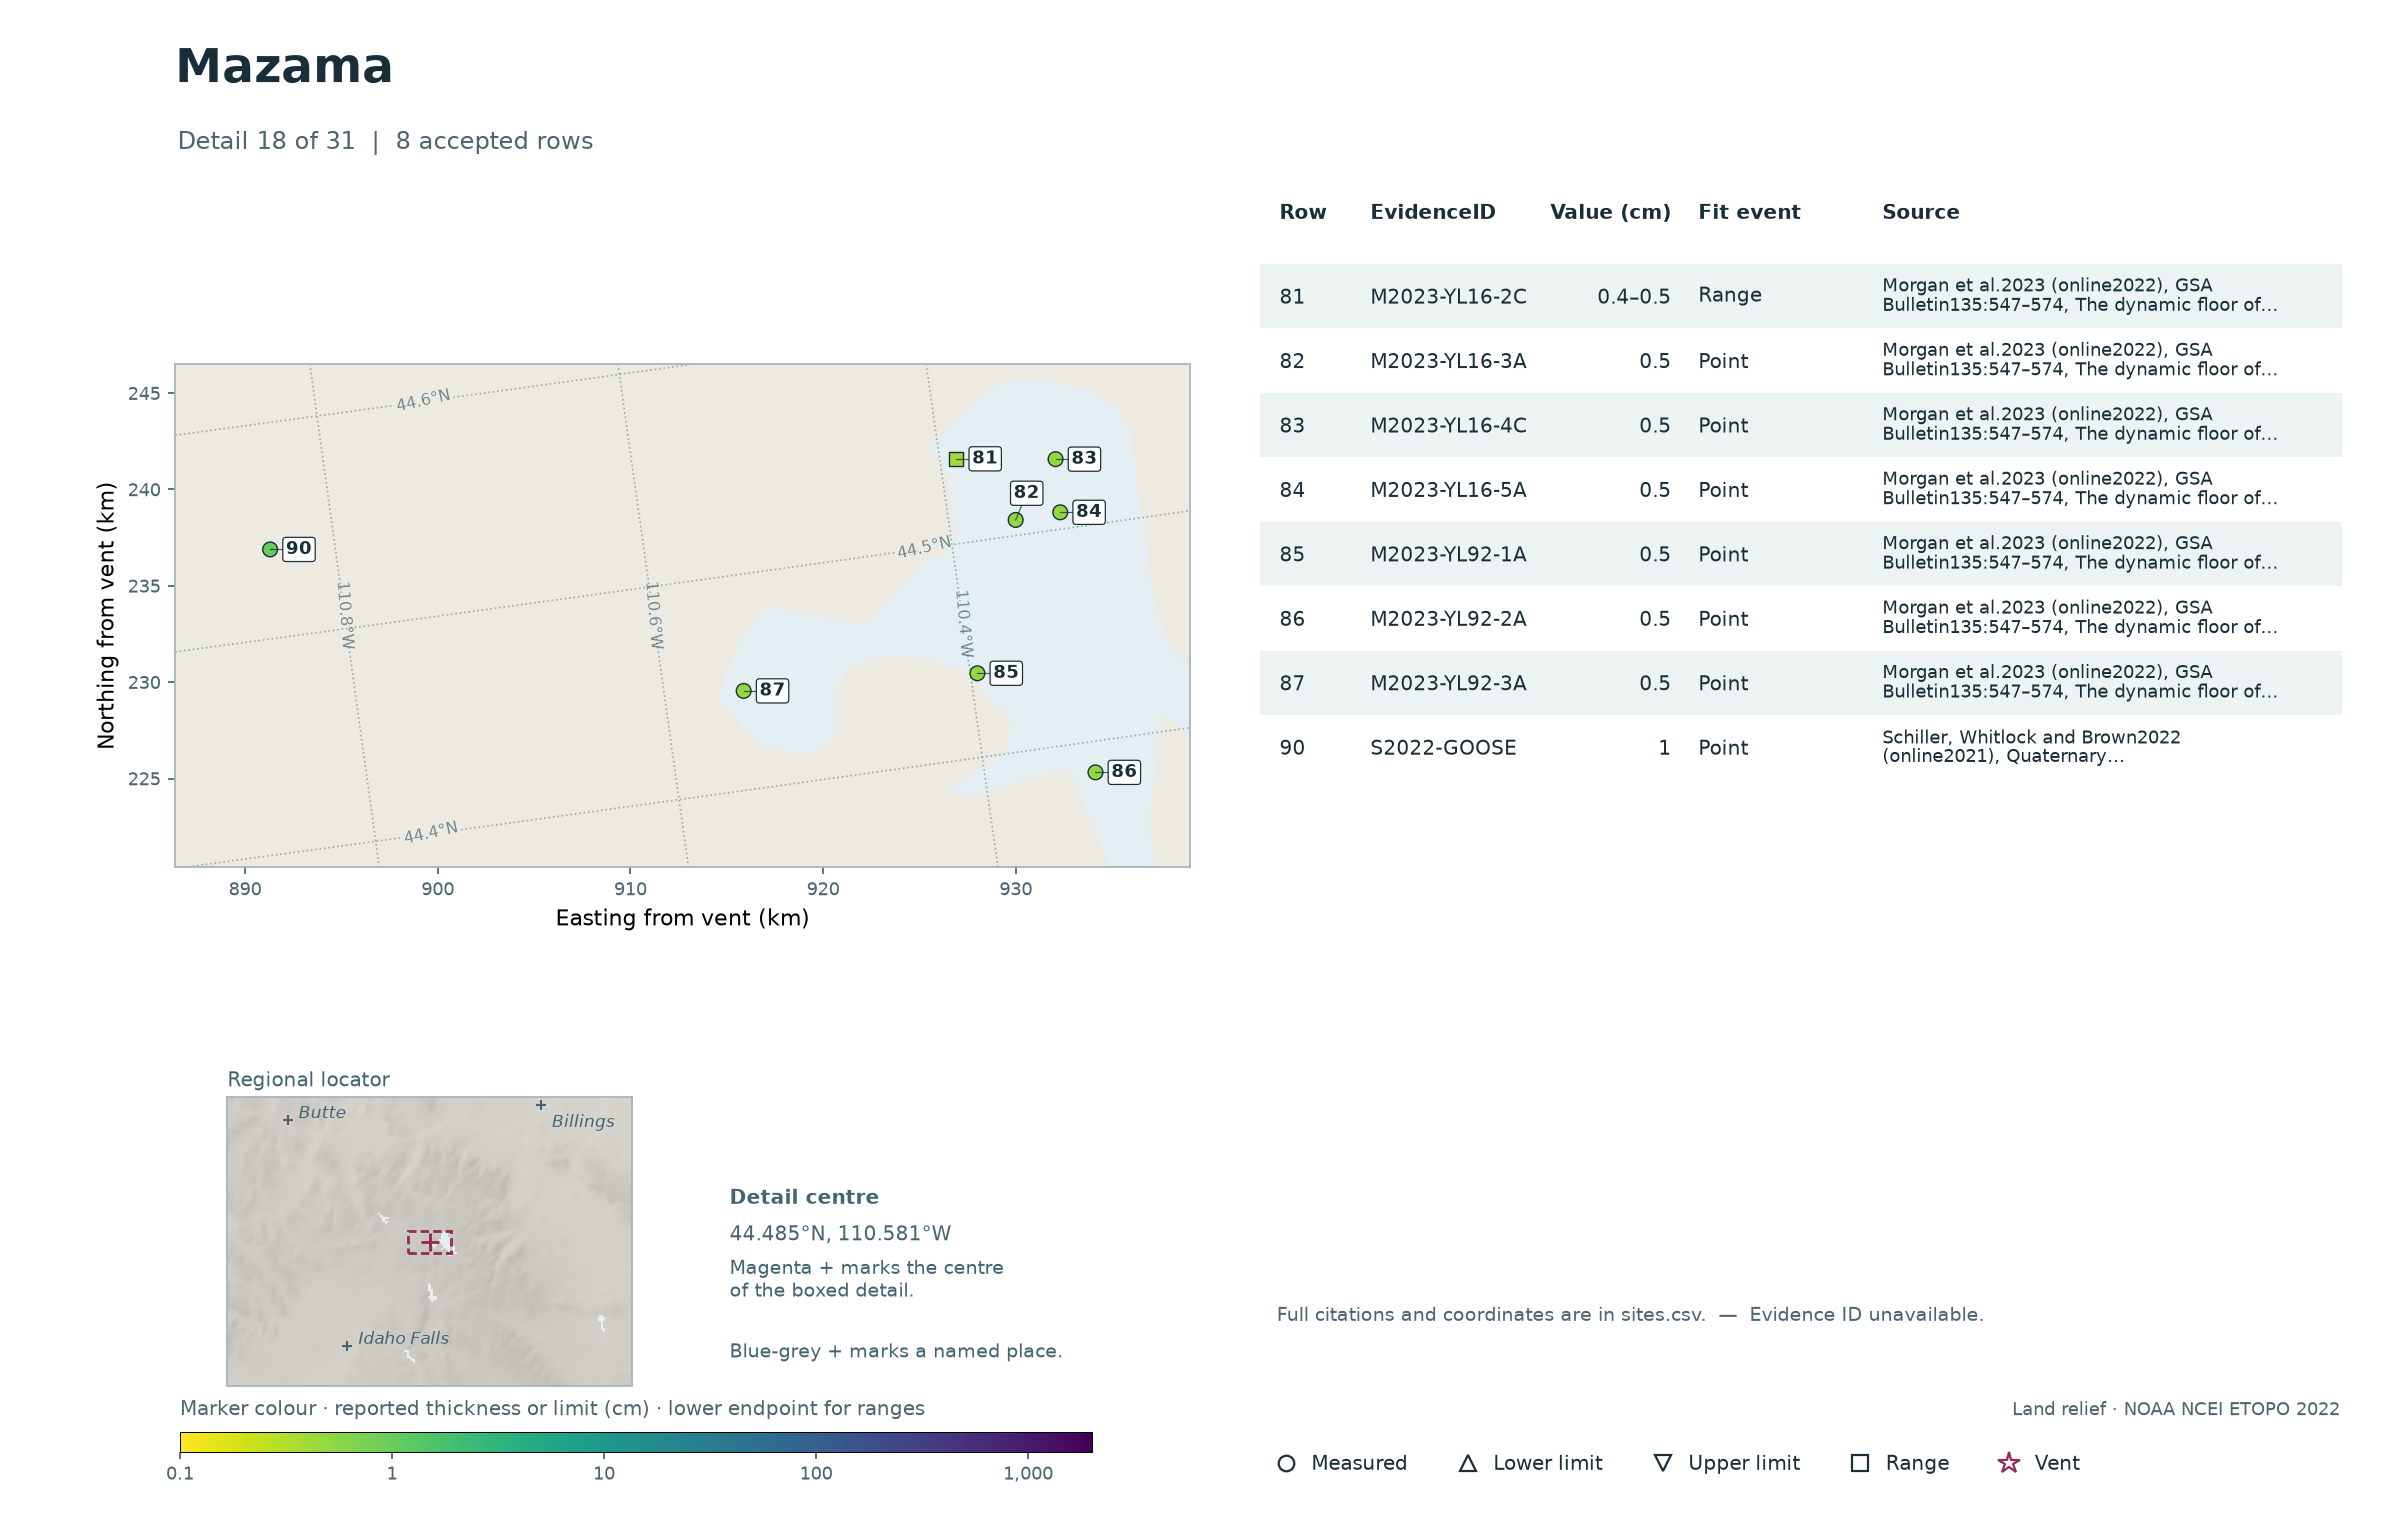 Mazama
Detail 18 of 31 | 8 accepted rows
Row EvidenceID Value (cm) Fit event Source
81 M2023-YL16-2C 0.4–0.5 Range Morgan et al.2023 (online2022), GSA
Bulletin135:547–574, The dynamic floor of…
82 M2023-YL16-3A 0.5 Point Morgan et al.2023 (online2022), GSA
Bulletin135:547–574, The dynamic floor of…
83 M2023-YL16-4C 0.5 Point Morgan et al.2023 (online2022), GSA
Bulletin135:547–574, The dynamic floor of…
84 M2023-YL16-5A 0.5 Point Morgan et al.2023 (online2022), GSA
Bulletin135:547–574, The dynamic floor of…
85 M2023-YL92-1A 0.5 Point Morgan et al.2023 (online2022), GSA
Bulletin135:547–574, The dynamic floor of…
86 M2023-YL92-2A 0.5 Point Morgan et al.2023 (online2022), GSA
Bulletin135:547–574, The dynamic floor of…
87 M2023-YL92-3A 0.5 Point Morgan et al.2023 (online2022), GSA
Bulletin135:547–574, The dynamic floor of…
90 S2022-GOOSE 1 Point Schiller, Whitlock and Brown2022
(online2021), Quaternary…
Northing from vent (km)
245
240
235
230
225
44.6°N
44.5°N
44.4°N
110.8°W
110.6°W
110.4°W
81
83
82
84
90
85
87
86
890 900 910 920 930
Easting from vent (km)
Regional locator
Butte
Billings
Idaho Falls
Detail centre
44.485°N, 110.581°W
Magenta + marks the centre
of the boxed detail.
Blue-grey + marks a named place.
Full citations and coordinates are in sites.csv. — Evidence ID unavailable.
Marker colour · reported thickness or limit (cm) · lower endpoint for ranges
0.1 1 10 100 1,000
Land relief · NOAA NCEI ETOPO 2022
Measured Lower limit Upper limit Range Vent